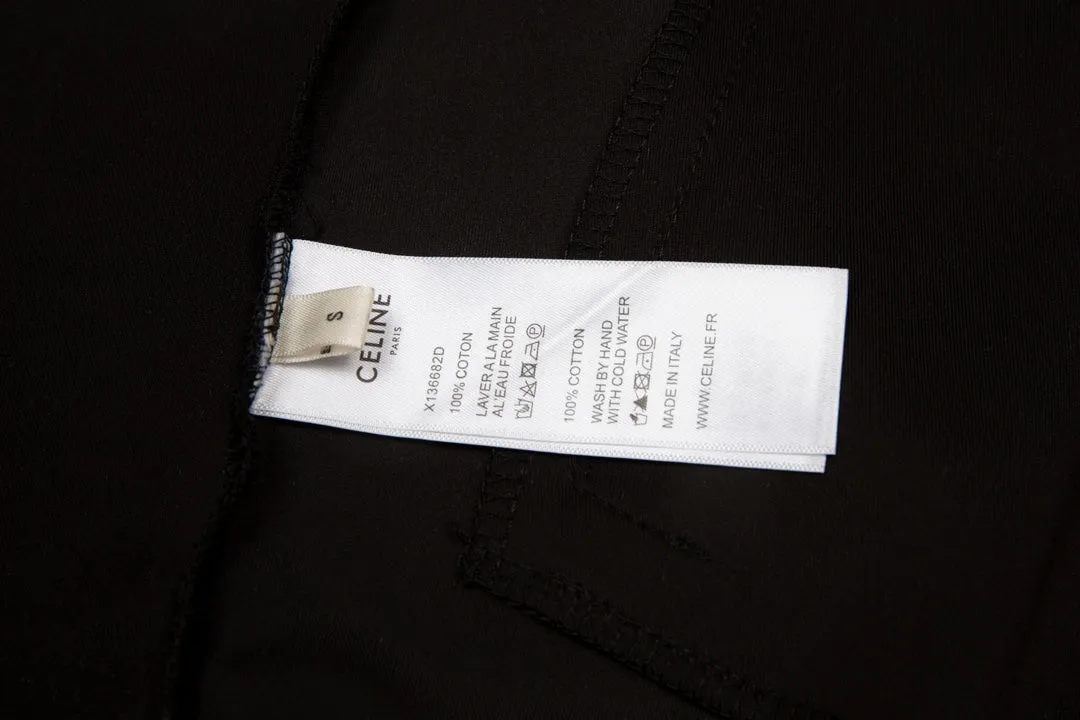 S
CELINE
PARIS
X136682D
100% COTON
LAVER A LA MAIN
AL'EAU FROIDE
100% COTTON
WASH BY HAND
WITH COLD WATER
MADE IN ITALY
WWW.CELINE.FR